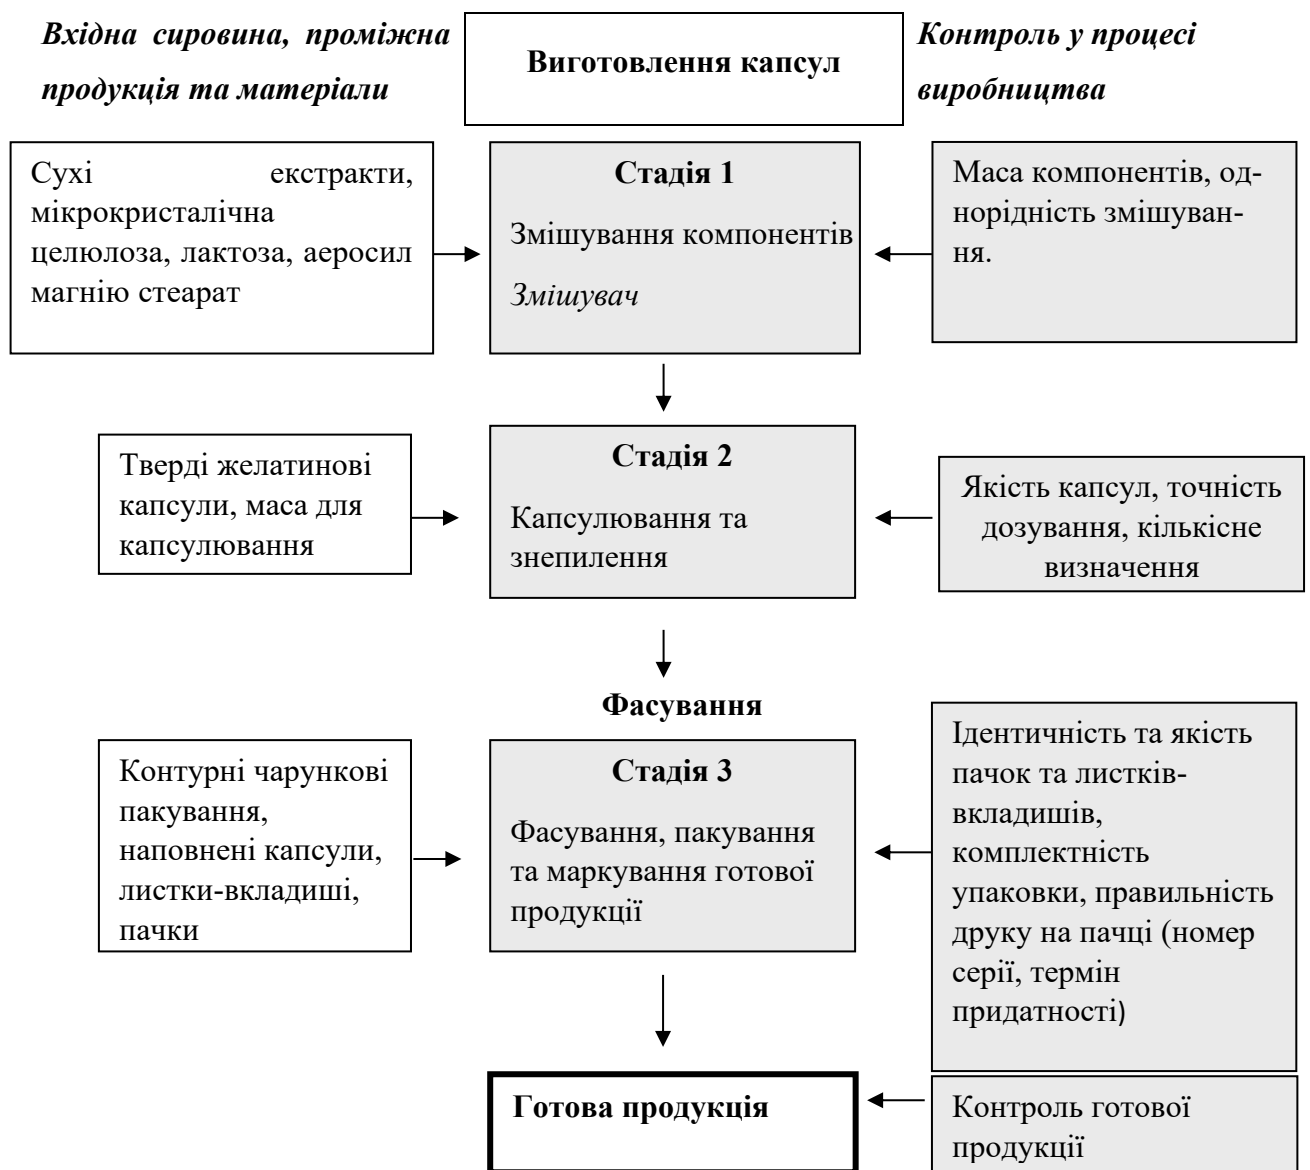 Вхідна сировина, проміжна
продукція та матеріали
Виготовлення капсул
Контроль у процесі
виробництва
Сухі екстракти,
мікрокристалічна
целюлоза, лактоза, аеросил
магнію стеарат
Стадія 1
Змішування компонентів
Змішувач
Маса компонентів, од-
норідність змішуван-
ня.
Тверді желатинові
капсули, маса для
капсулювання
Стадія 2
Капсулювання та
знепилення
Якість капсул, точність
дозування, кількісне
визначення
Фасування
Контурні чарункові
пакування,
наповнені капсули,
листки-вкладиші,
пачки
Стадія 3
Фасування, пакування
та маркування готової
продукції
Ідентичність та якість
пачок та листків-
вкладишів,
комплектність
упаковки, правильність
друку на пачці (номер
серії, термін
придатності)
Готова продукція
Контроль готової
продукції